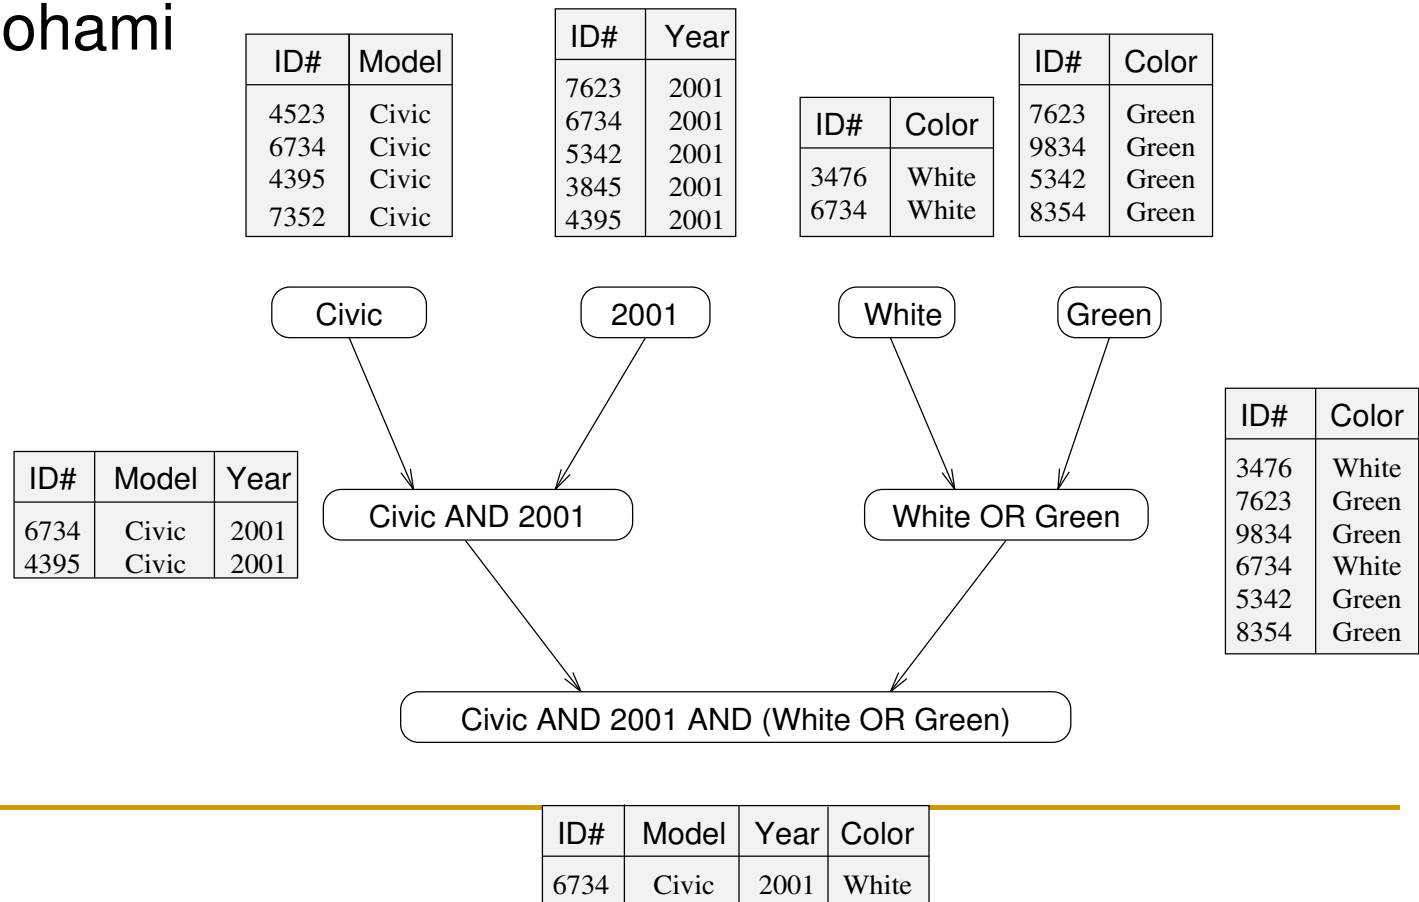 ohami
ID# Model
4523 Civic
6734 Civic
4395 Civic
7352 Civic
ID# Year
7623 2001
6734 2001
5342 2001
3845 2001
4395 2001
ID# Color
3476 White
6734 White
ID# Color
7623 Green
9834 Green
5342 Green
8354 Green
Civic
2001
White
Green
ID# Model Year
6734 Civic 2001
4395 Civic 2001
Civic AND 2001
White OR Green
ID# Color
3476 White
7623 Green
9834 Green
6734 White
5342 Green
8354 Green
Civic AND 2001 AND (White OR Green)
ID# Model Year Color
6734 Civic 2001 White